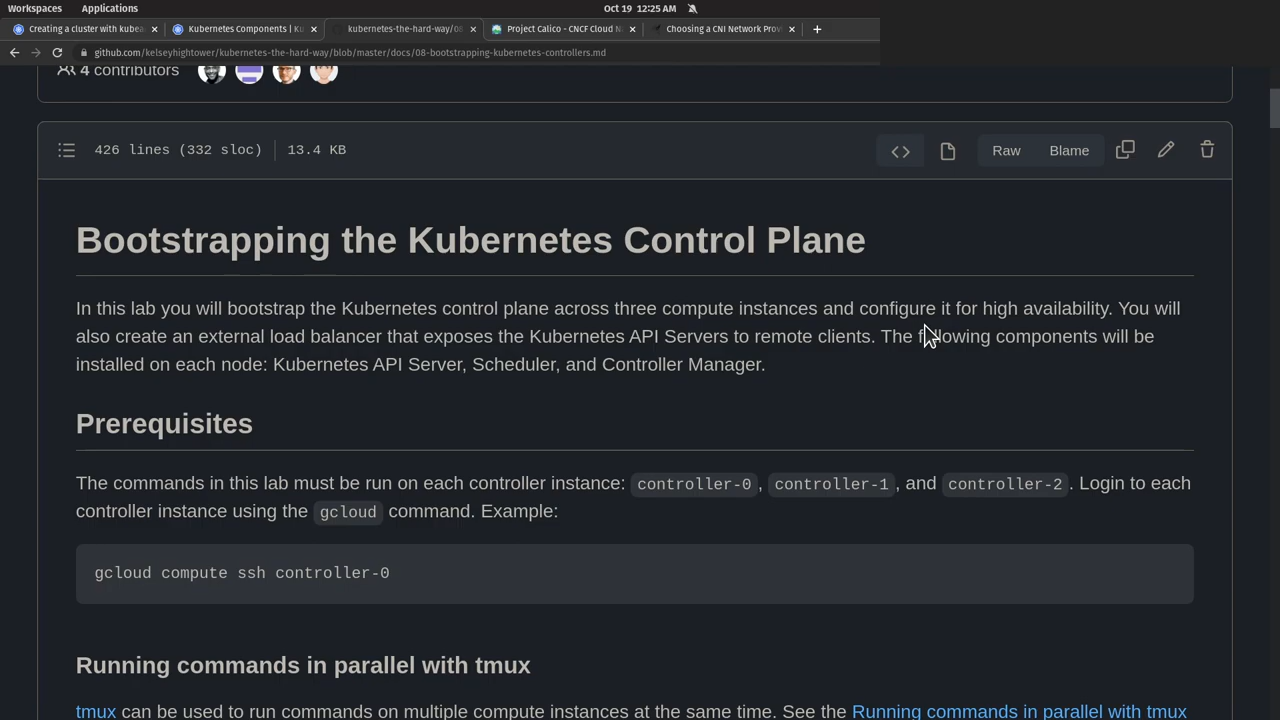 Workspaces Applications Oct 19 12:25 AM
Creating a cluster with kubea Kubernetes Components | Ku kubernetes-the-hard-way/08 Project Calico - CNCF Cloud N Choosing a CNI Network Prov
github.com/kelseyhightower/kubernetes-the-hard-way/blob/master/docs/08-bootstrapping-kubernetes-controllers.md
4 contributors
426 lines (332 sloc) 13.4 KB Raw Blame
Bootstrapping the Kubernetes Control Plane
In this lab you will bootstrap the Kubernetes control plane across three compute instances and configure it for high availability. You will
also create an external load balancer that exposes the Kubernetes API Servers to remote clients. The following components will be
installed on each node: Kubernetes API Server, Scheduler, and Controller Manager.
Prerequisites
The commands in this lab must be run on each controller instance: controller-0, controller-1, and controller-2. Login to each
controller instance using the gcloud command. Example:
gcloud compute ssh controller-0
Running commands in parallel with tmux
tmux can be used to run commands on multiple compute instances at the same time. See the Running commands in parallel with tmux